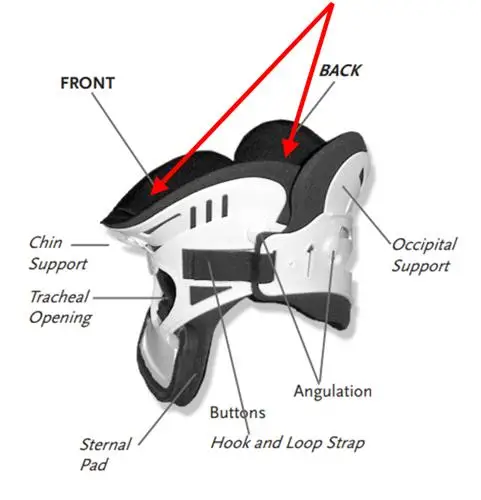 BACK
FRONT
Chin
Support
Occipital
Support
Tracheal
Opening
Angulation
Buttons
Hook and Loop Strap
Sternal
Pad